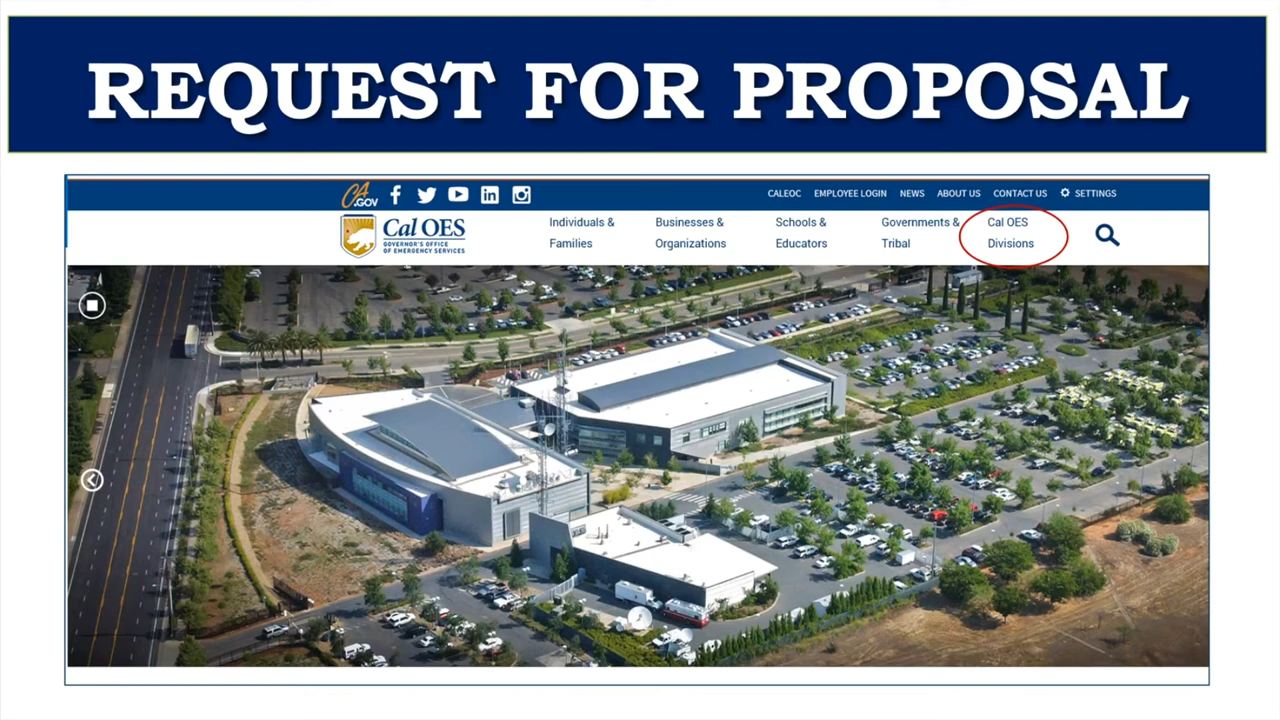 REQUEST FOR PROPOSAL
CA.GOV
CALEOC EMPLOYEE LOGIN NEWS ABOUT US CONTACT US SETTINGS
Cal OES
GOVERNOR'S OFFICE
OF EMERGENCY SERVICES
Individuals &
Families
Businesses &
Organizations
Schools &
Educators
Governments &
Tribal
Cal OES
Divisions